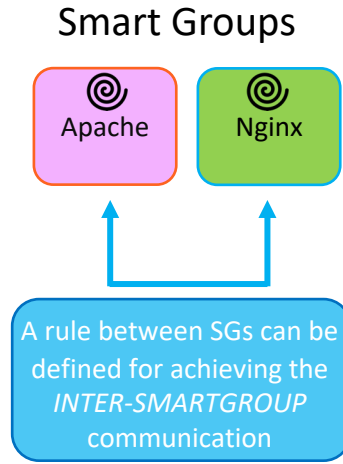 Smart Groups
Apache
Nginx
A rule between SGs can be
defined for achieving the
INTER-SMARTGROUP
communication